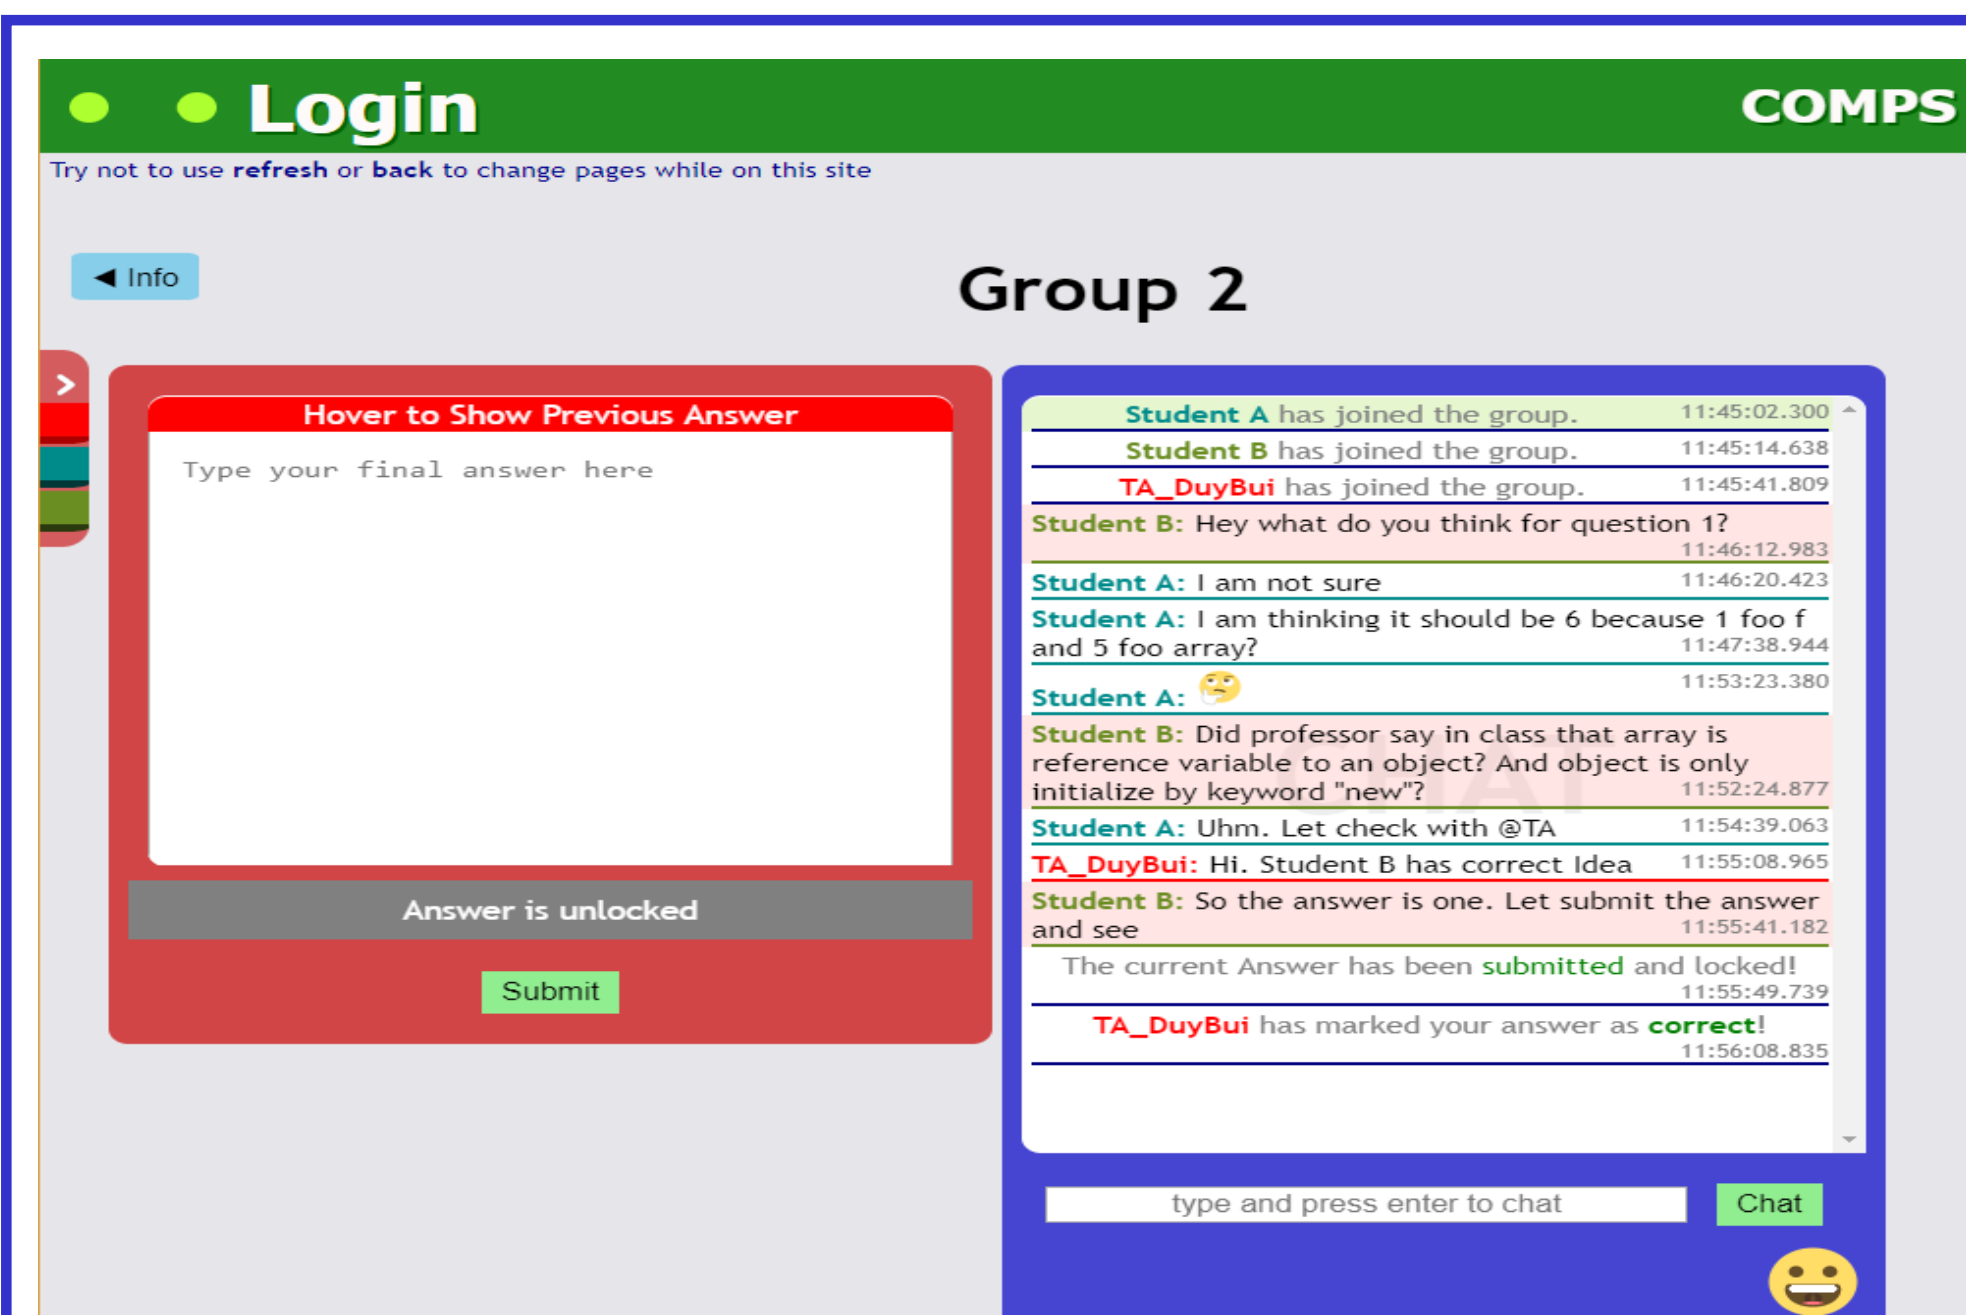 Login
COMPS
Try not to use refresh or back to change pages while on this site
◄ Info
Group 2
>
Hover to Show Previous Answer
Type your final answer here
Answer is unlocked
Submit
Student A has joined the group. 11:45:02.300
Student B has joined the group. 11:45:14.638
TA_DuyBui has joined the group. 11:45:41.809
Student B: Hey what do you think for question 1?
11:46:12.983
Student A: I am not sure 11:46:20.423
Student A: I am thinking it should be 6 because 1 foo f
and 5 foo array? 11:47:38.944
Student A: 🤔 11:53:23.380
Student B: Did professor say in class that array is
reference variable to an object? And object is only
initialize by keyword "new"? 11:52:24.877
CHAT
Student A: Uhm. Let check with @TA 11:54:39.063
TA_DuyBui: Hi. Student B has correct Idea 11:55:08.965
Student B: So the answer is one. Let submit the answer
and see 11:55:41.182
The current Answer has been submitted and locked!
11:55:49.739
TA_DuyBui has marked your answer as correct!
11:56:08.835
type and press enter to chat
Chat